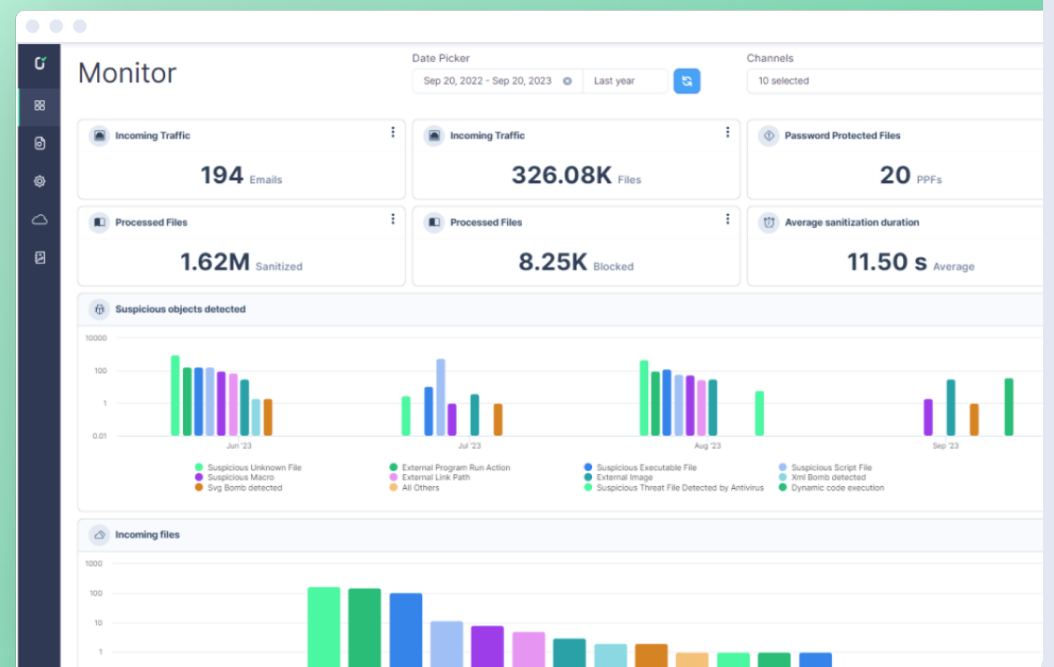 Monitor
Date Picker
Sep 20, 2022 - Sep 20, 2023
Last year
Channels
10 selected
Incoming Traffic
194 Emails
Incoming Traffic
326.08K Files
Password Protected Files
20 PPFs
Processed Files
1.62M Sanitized
Processed Files
8.25K Blocked
Average sanitization duration
11.50 s Average
Suspicious objects detected
10000
100
1
0.01
Jun '23 Jul '23 Aug '23 Sep '23
Suspicious Unknown File External Program Run Action Suspicious Executable File Suspicious Script File
Suspicious Macro External Link Path External Image Xml Bomb detected
Svg Bomb detected All Others Suspicious Threat File Detected by Antivirus Dynamic code execution
Incoming files
1000
100
10
1